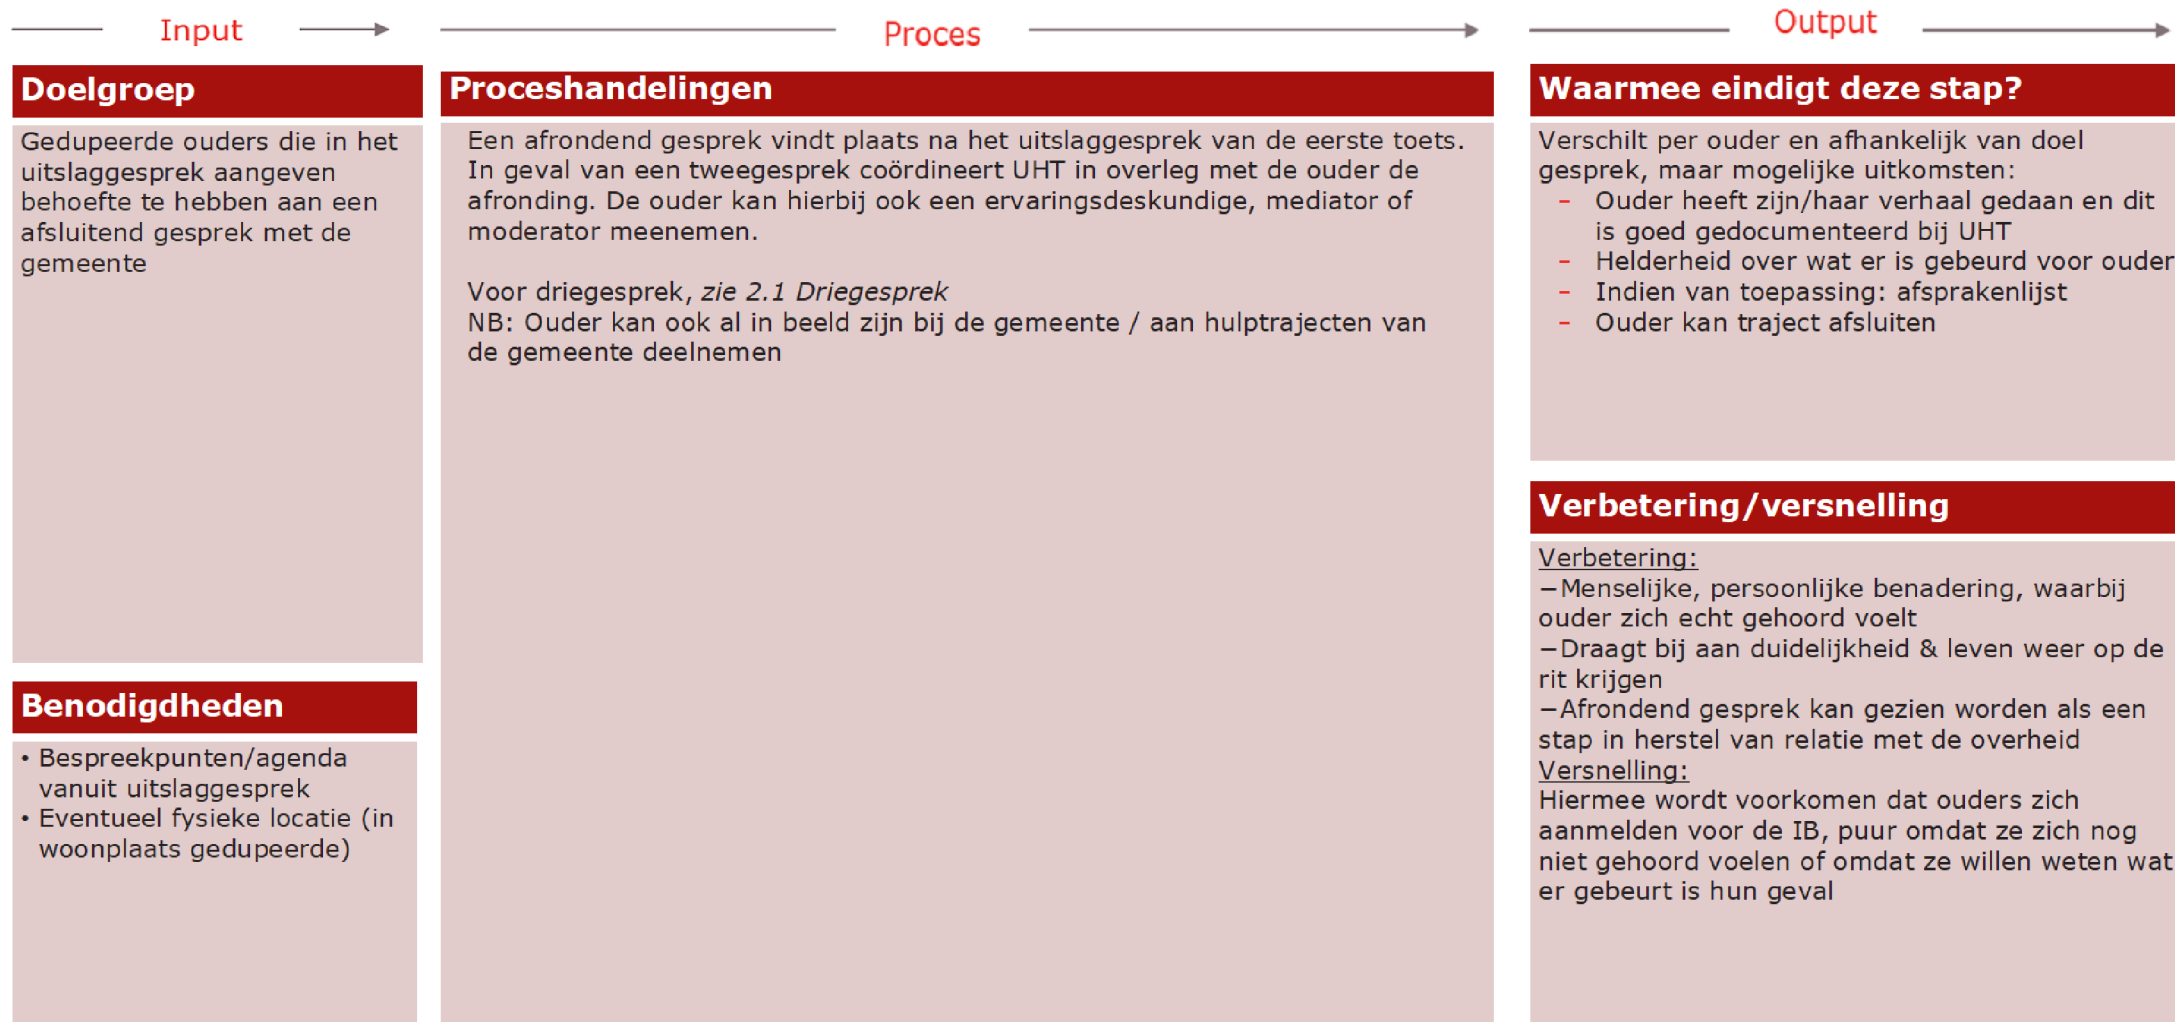 Input
Proces
Output
Doelgroep
Gedupeerde ouders die in het
uitslaggesprek aangeven
behoefte te hebben aan een
afsluitend gesprek met de
gemeente
Benodigdheden
• Bespreekpunten/agenda
vanuit uitslaggesprek
• Eventueel fysieke locatie (in
woonplaats gedupeerde)
Proceshandelingen
Een afrondend gesprek vindt plaats na het uitslaggesprek van de eerste toets.
In geval van een tweegesprek coördineert UHT in overleg met de ouder de
afronding. De ouder kan hierbij ook een ervaringsdeskundige, mediator of
moderator meenemen.
Voor driegesprek, zie 2.1 Driegesprek
NB: Ouder kan ook al in beeld zijn bij de gemeente / aan hulptrajecten van
de gemeente deelnemen
Waarmee eindigt deze stap?
Verschilt per ouder en afhankelijk van doel
gesprek, maar mogelijke uitkomsten:
- Ouder heeft zijn/haar verhaal gedaan en dit
is goed gedocumenteerd bij UHT
- Helderheid over wat er is gebeurd voor ouder
- Indien van toepassing: afsprakenlijst
- Ouder kan traject afsluiten
Verbetering/versnelling
Verbetering:
−Menselijke, persoonlijke benadering, waarbij
ouder zich echt gehoord voelt
−Draagt bij aan duidelijkheid & leven weer op de
rit krijgen
−Afrondend gesprek kan gezien worden als een
stap in herstel van relatie met de overheid
Versnelling:
Hiermee wordt voorkomen dat ouders zich
aanmelden voor de IB, puur omdat ze zich nog
niet gehoord voelen of omdat ze willen weten wat
er gebeurt is hun geval